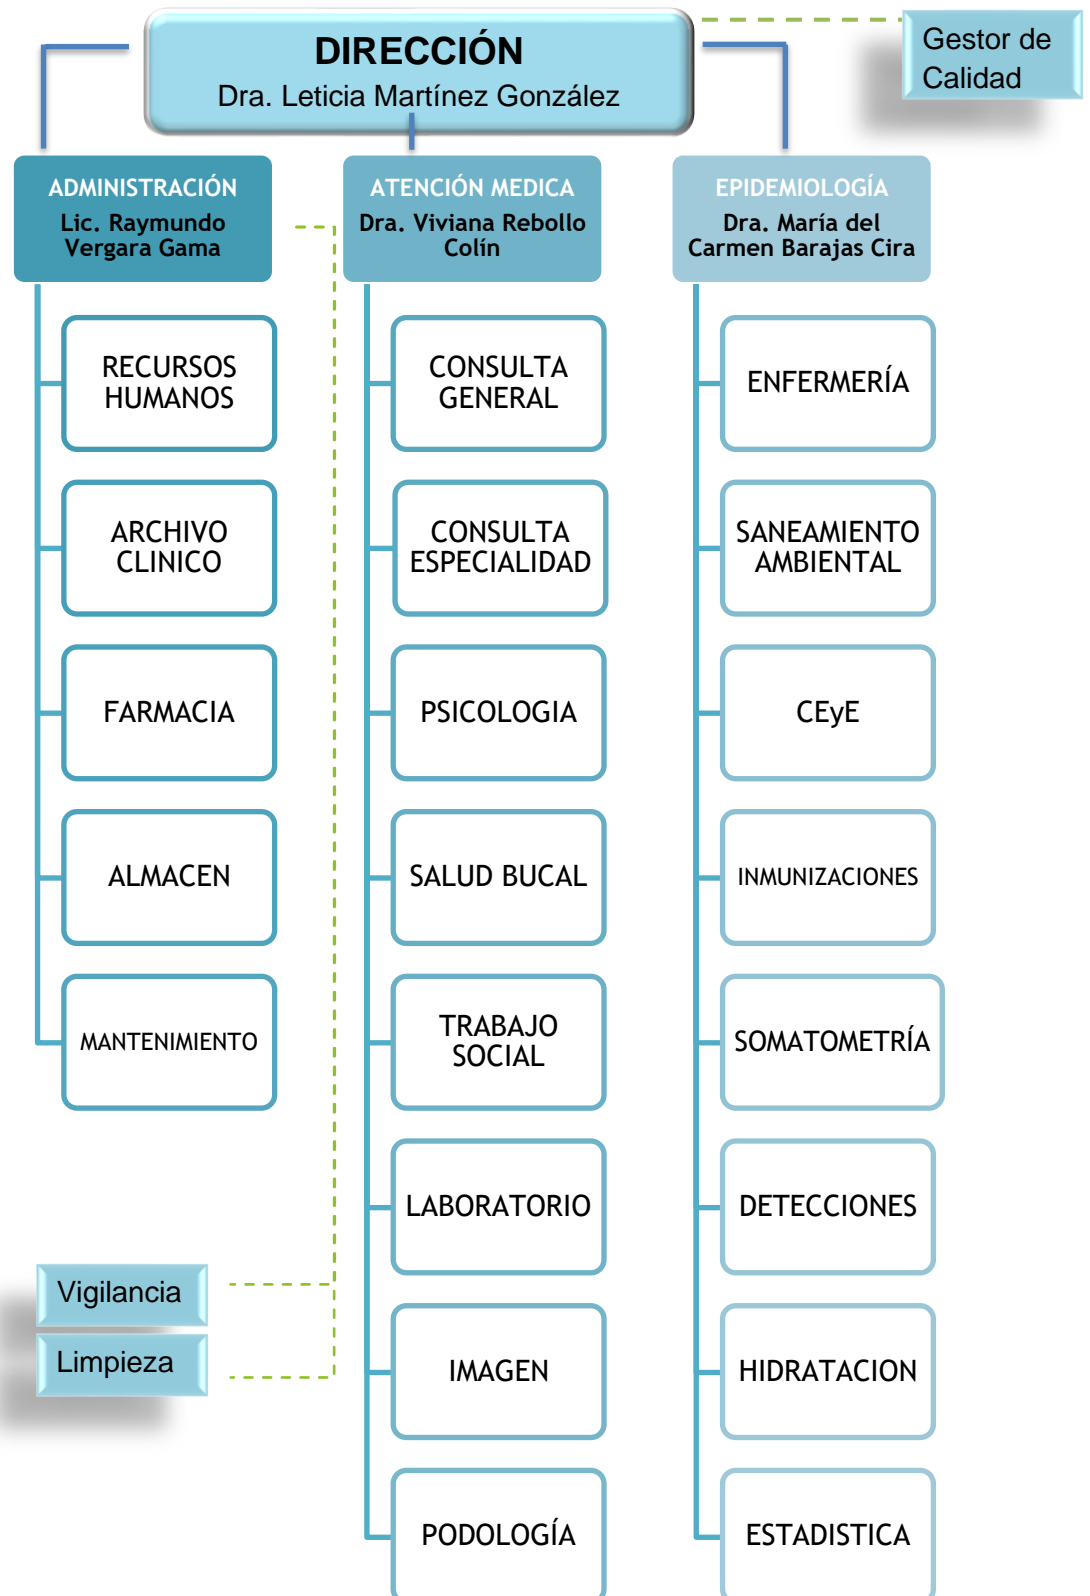 DIRECCIÓN
Dra. Leticia Martínez González
Gestor de
Calidad
ADMINISTRACIÓN
Lic. Raymundo
Vergara Gama
ATENCIÓN MEDICA
Dra. Viviana Rebollo
Colín
EPIDEMIOLOGÍA
Dra. María del
Carmen Barajas Cira
RECURSOS
HUMANOS
ARCHIVO
CLINICO
FARMACIA
ALMACEN
MANTENIMIENTO
Vigilancia
Limpieza
CONSULTA
GENERAL
CONSULTA
ESPECIALIDAD
PSICOLOGIA
SALUD BUCAL
TRABAJO
SOCIAL
LABORATORIO
IMAGEN
PODOLOGÍA
ENFERMERÍA
SANEAMIENTO
AMBIENTAL
CEyE
INMUNIZACIONES
SOMATOMETRÍA
DETECCIONES
HIDRATACION
ESTADISTICA